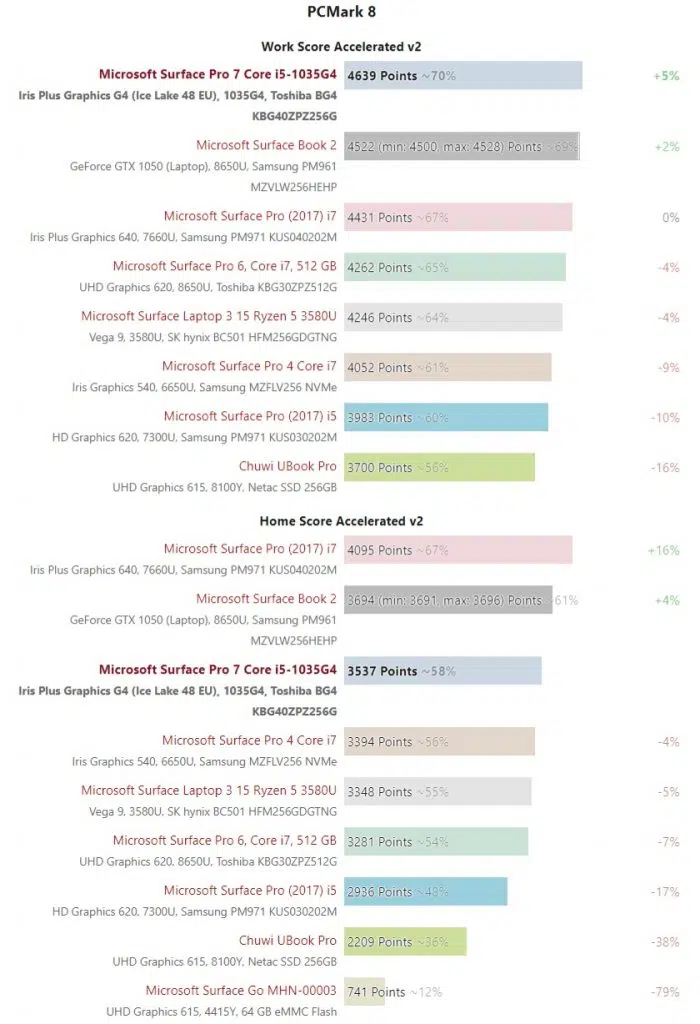 PCMark 8
Work Score Accelerated v2
Microsoft Surface Pro 7 Core i5-1035G4 4639 Points ~70% +5%
Iris Plus Graphics G4 (Ice Lake 48 EU), 1035G4, Toshiba BG4
KBG40ZPZ256G
Microsoft Surface Book 2 4522 (min: 4500, max: 4528) Points ~69% +2%
GeForce GTX 1050 (Laptop), 8650U, Samsung PM961
MZVLW256HEHP
Microsoft Surface Pro (2017) i7 4431 Points ~67% 0%
Iris Plus Graphics 640, 7660U, Samsung PM971 KUS040202M
Microsoft Surface Pro 6, Core i7, 512 GB 4262 Points ~65% -4%
UHD Graphics 620, 8650U, Toshiba KBG30ZPZ512G
Microsoft Surface Laptop 3 15 Ryzen 5 3580U 4246 Points ~64% -4%
Vega 9, 3580U, SK hynix BC501 HFM256GDGTNG
Microsoft Surface Pro 4 Core i7 4052 Points ~61% -9%
Iris Graphics 540, 6650U, Samsung MZFLV256 NVMe
Microsoft Surface Pro (2017) i5 3983 Points ~60% -10%
HD Graphics 620, 7300U, Samsung PM971 KUS030202M
Chuwi UBook Pro 3700 Points ~56% -16%
UHD Graphics 615, 8100Y, Netac SSD 256GB
Home Score Accelerated v2
Microsoft Surface Pro (2017) i7 4095 Points ~67% +16%
Iris Plus Graphics 640, 7660U, Samsung PM971 KUS040202M
Microsoft Surface Book 2 3694 (min: 3691, max: 3696) Points ~61% +4%
GeForce GTX 1050 (Laptop), 8650U, Samsung PM961
MZVLW256HEHP
Microsoft Surface Pro 7 Core i5-1035G4 3537 Points ~58%
Iris Plus Graphics G4 (Ice Lake 48 EU), 1035G4, Toshiba BG4
KBG40ZPZ256G
Microsoft Surface Pro 4 Core i7 3394 Points ~56% -4%
Iris Graphics 540, 6650U, Samsung MZFLV256 NVMe
Microsoft Surface Laptop 3 15 Ryzen 5 3580U 3348 Points ~55% -5%
Vega 9, 3580U, SK hynix BC501 HFM256GDGTNG
Microsoft Surface Pro 6, Core i7, 512 GB 3281 Points ~54% -7%
UHD Graphics 620, 8650U, Toshiba KBG30ZPZ512G
Microsoft Surface Pro (2017) i5 2936 Points ~48% -17%
HD Graphics 620, 7300U, Samsung PM971 KUS030202M
Chuwi UBook Pro 2209 Points ~36% -38%
UHD Graphics 615, 8100Y, Netac SSD 256GB
Microsoft Surface Go MHN-00003 741 Points ~12% -79%
UHD Graphics 615, 4415Y, 64 GB eMMC Flash